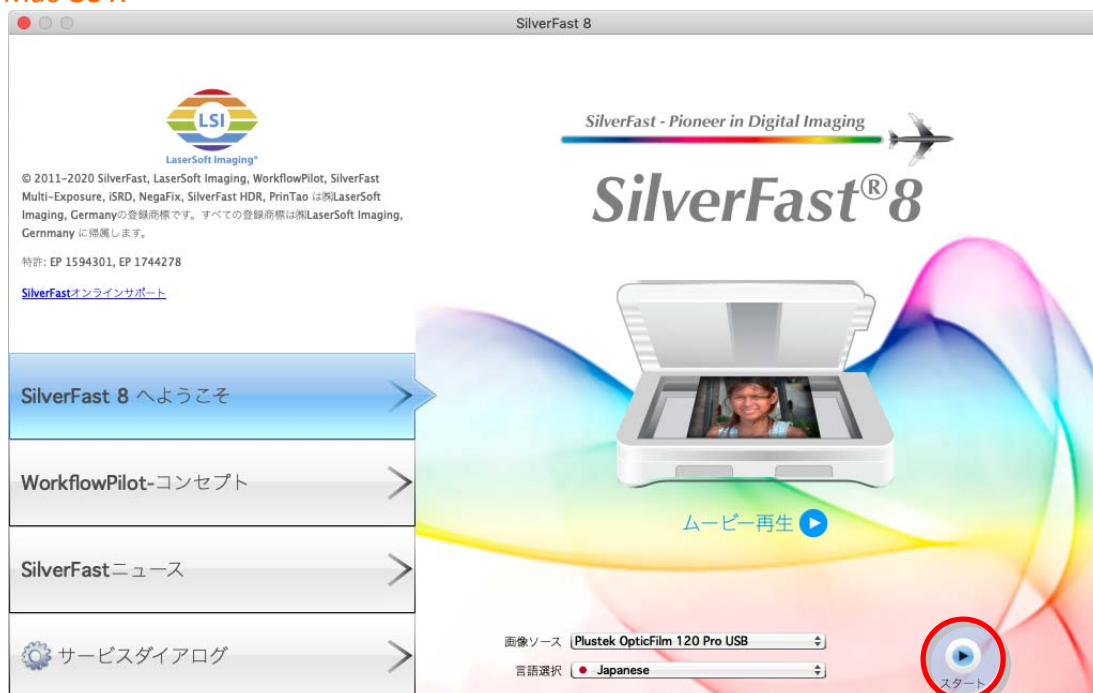 Mac OS X
SilverFast 8
LSI
LaserSoft Imaging®
© 2011-2020 SilverFast, LaserSoft Imaging, WorkflowPilot, SilverFast
Multi-Exposure, iSRD, NegaFix, SilverFast HDR, PrinTao は㈱LaserSoft
Imaging, Germanyの登録商標です。すべての登録商標は㈱LaserSoft Imaging,
Gernmany に帰属します。
特許: EP 1594301, EP 1744278
SilverFastオンラインサポート
SilverFast - Pioneer in Digital Imaging
SilverFast®8
SilverFast 8 へようこそ
WorkflowPilot-コンセプト
SilverFastニュース
サービスダイアログ
ムービー再生
画像ソース Plustek OpticFilm 120 Pro USB
言語選択 Japanese
スタート